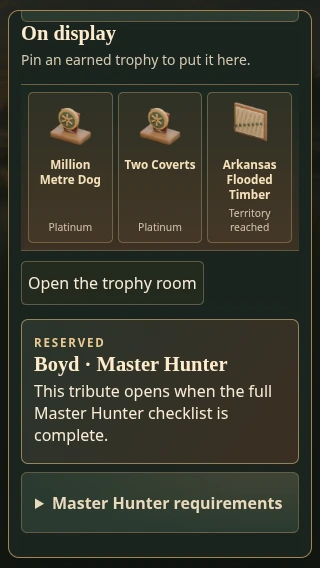 On display
Pin an earned trophy to put it here.
Million
Metre Dog
Platinum
Two Coverts
Platinum
Arkansas
Flooded
Timber
Territory
reached
Open the trophy room
RESERVED
Boyd · Master Hunter
This tribute opens when the full
Master Hunter checklist is
complete.
▶ Master Hunter requirements